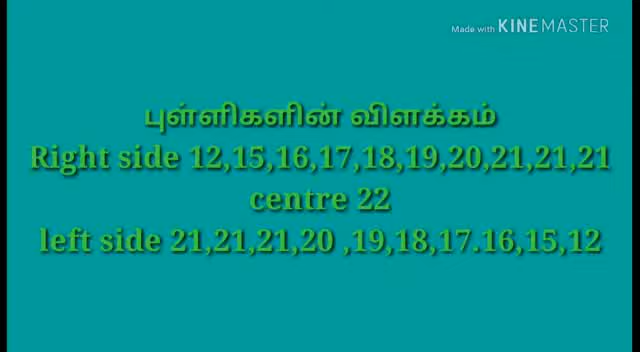 Made with KINEMASTER
புள்ளிகளின் விளக்கம்
Right side 12,15,16,17,18,19,20,21,21,21
centre 22
left side 21,21,21,20 ,19,18,17.16,15,12